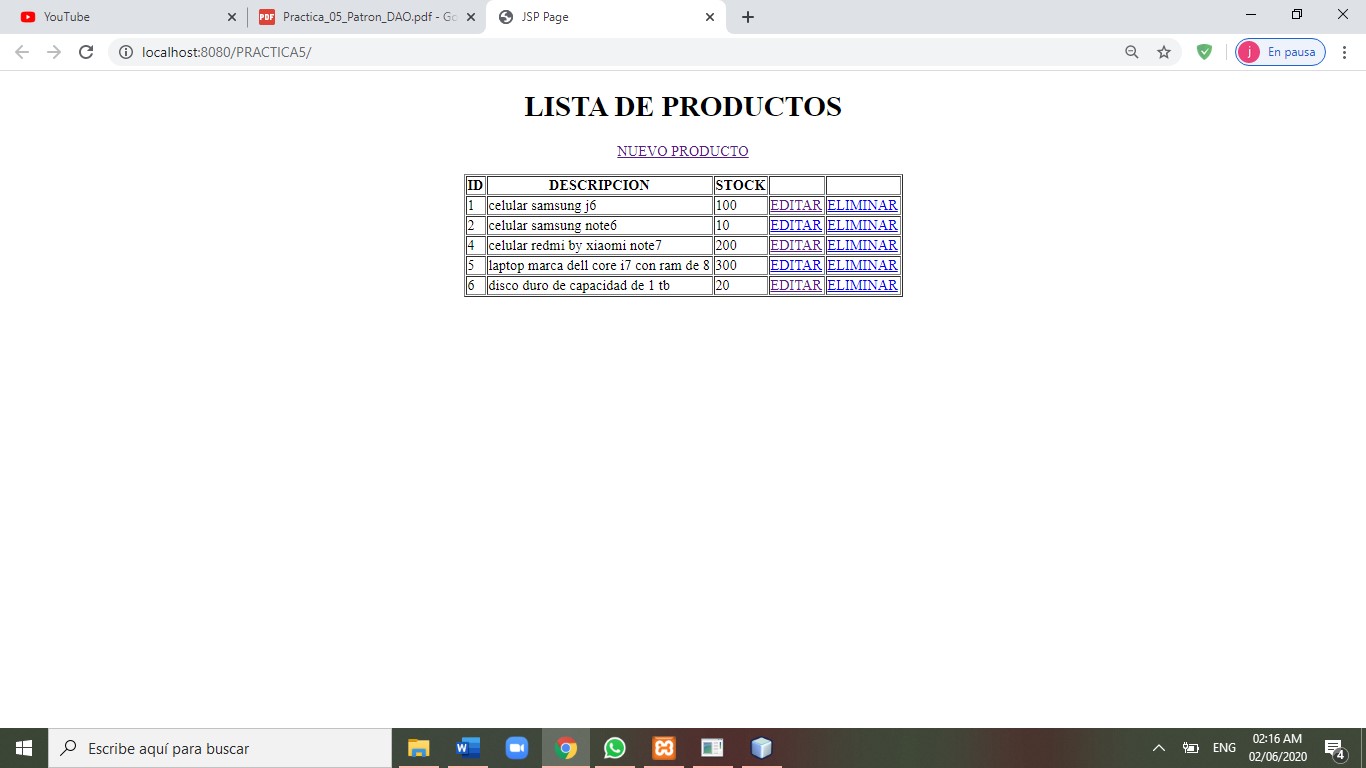 YouTube
Practica_05_Patron_DAO.pdf - Go
JSP Page
localhost:8080/PRACTICA5/
j En pausa
LISTA DE PRODUCTOS
NUEVO PRODUCTO
ID DESCRIPCION STOCK
1 celular samsung j6 100 EDITAR ELIMINAR
2 celular samsung note6 10 EDITAR ELIMINAR
4 celular redmi by xiaomi note7 200 EDITAR ELIMINAR
5 laptop marca dell core i7 con ram de 8 300 EDITAR ELIMINAR
6 disco duro de capacidad de 1 tb 20 EDITAR ELIMINAR
Escribe aquí para buscar
ENG
02:16 AM
02/06/2020
4